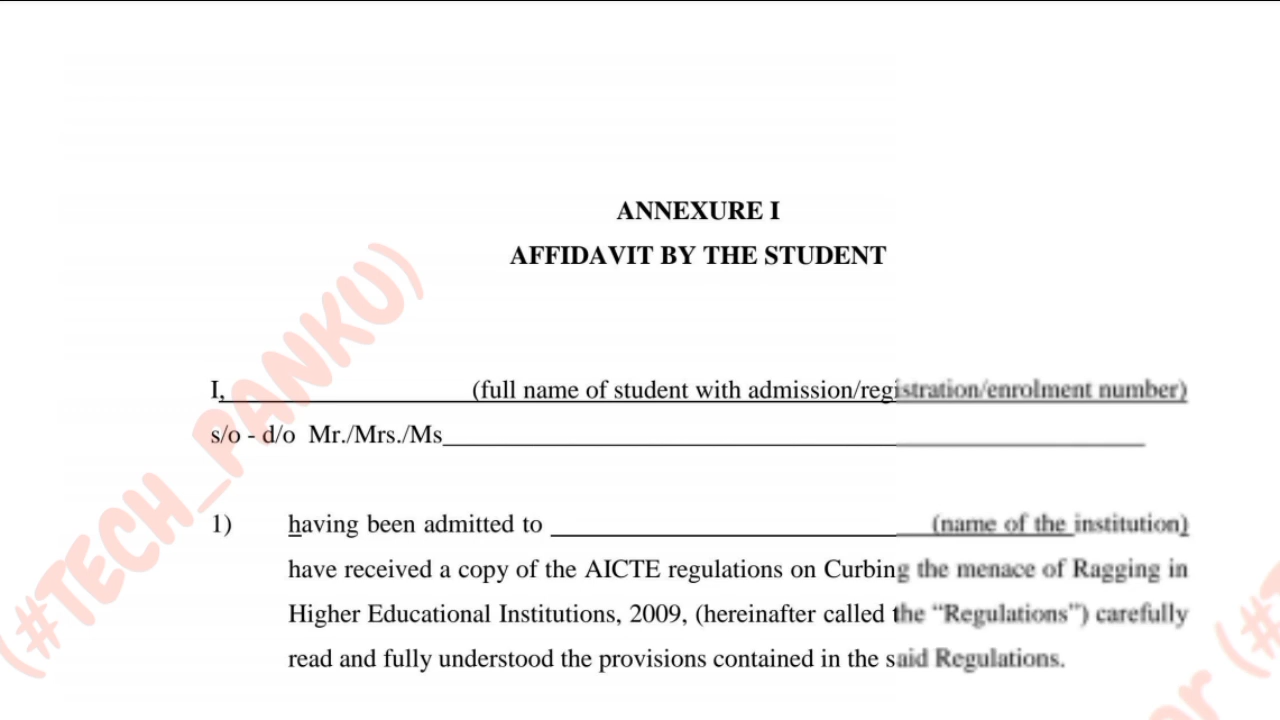 ANNEXURE I
AFFIDAVIT BY THE STUDENT
I,____________________(full name of student with admission/registration/enrolment number)
s/o - d/o Mr./Mrs./Ms____________________
1) having been admitted to ____________________ (name of the institution)
have received a copy of the AICTE regulations on Curbing the menace of Ragging in
Higher Educational Institutions, 2009, (hereinafter called the “Regulations”) carefully
read and fully understood the provisions contained in the said Regulations.
(#TECH_PANKU)
(#T